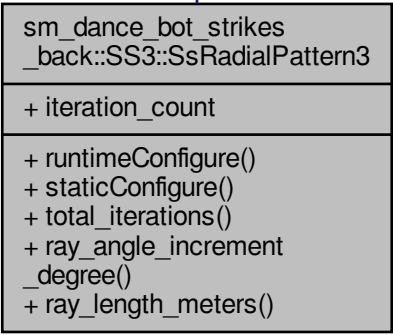 sm_dance_bot_strikes
_back::SS3::SsRadialPattern3
+ iteration_count
+ runtimeConfigure()
+ staticConfigure()
+ total_iterations()
+ ray_angle_increment
_degree()
+ ray_length_meters()